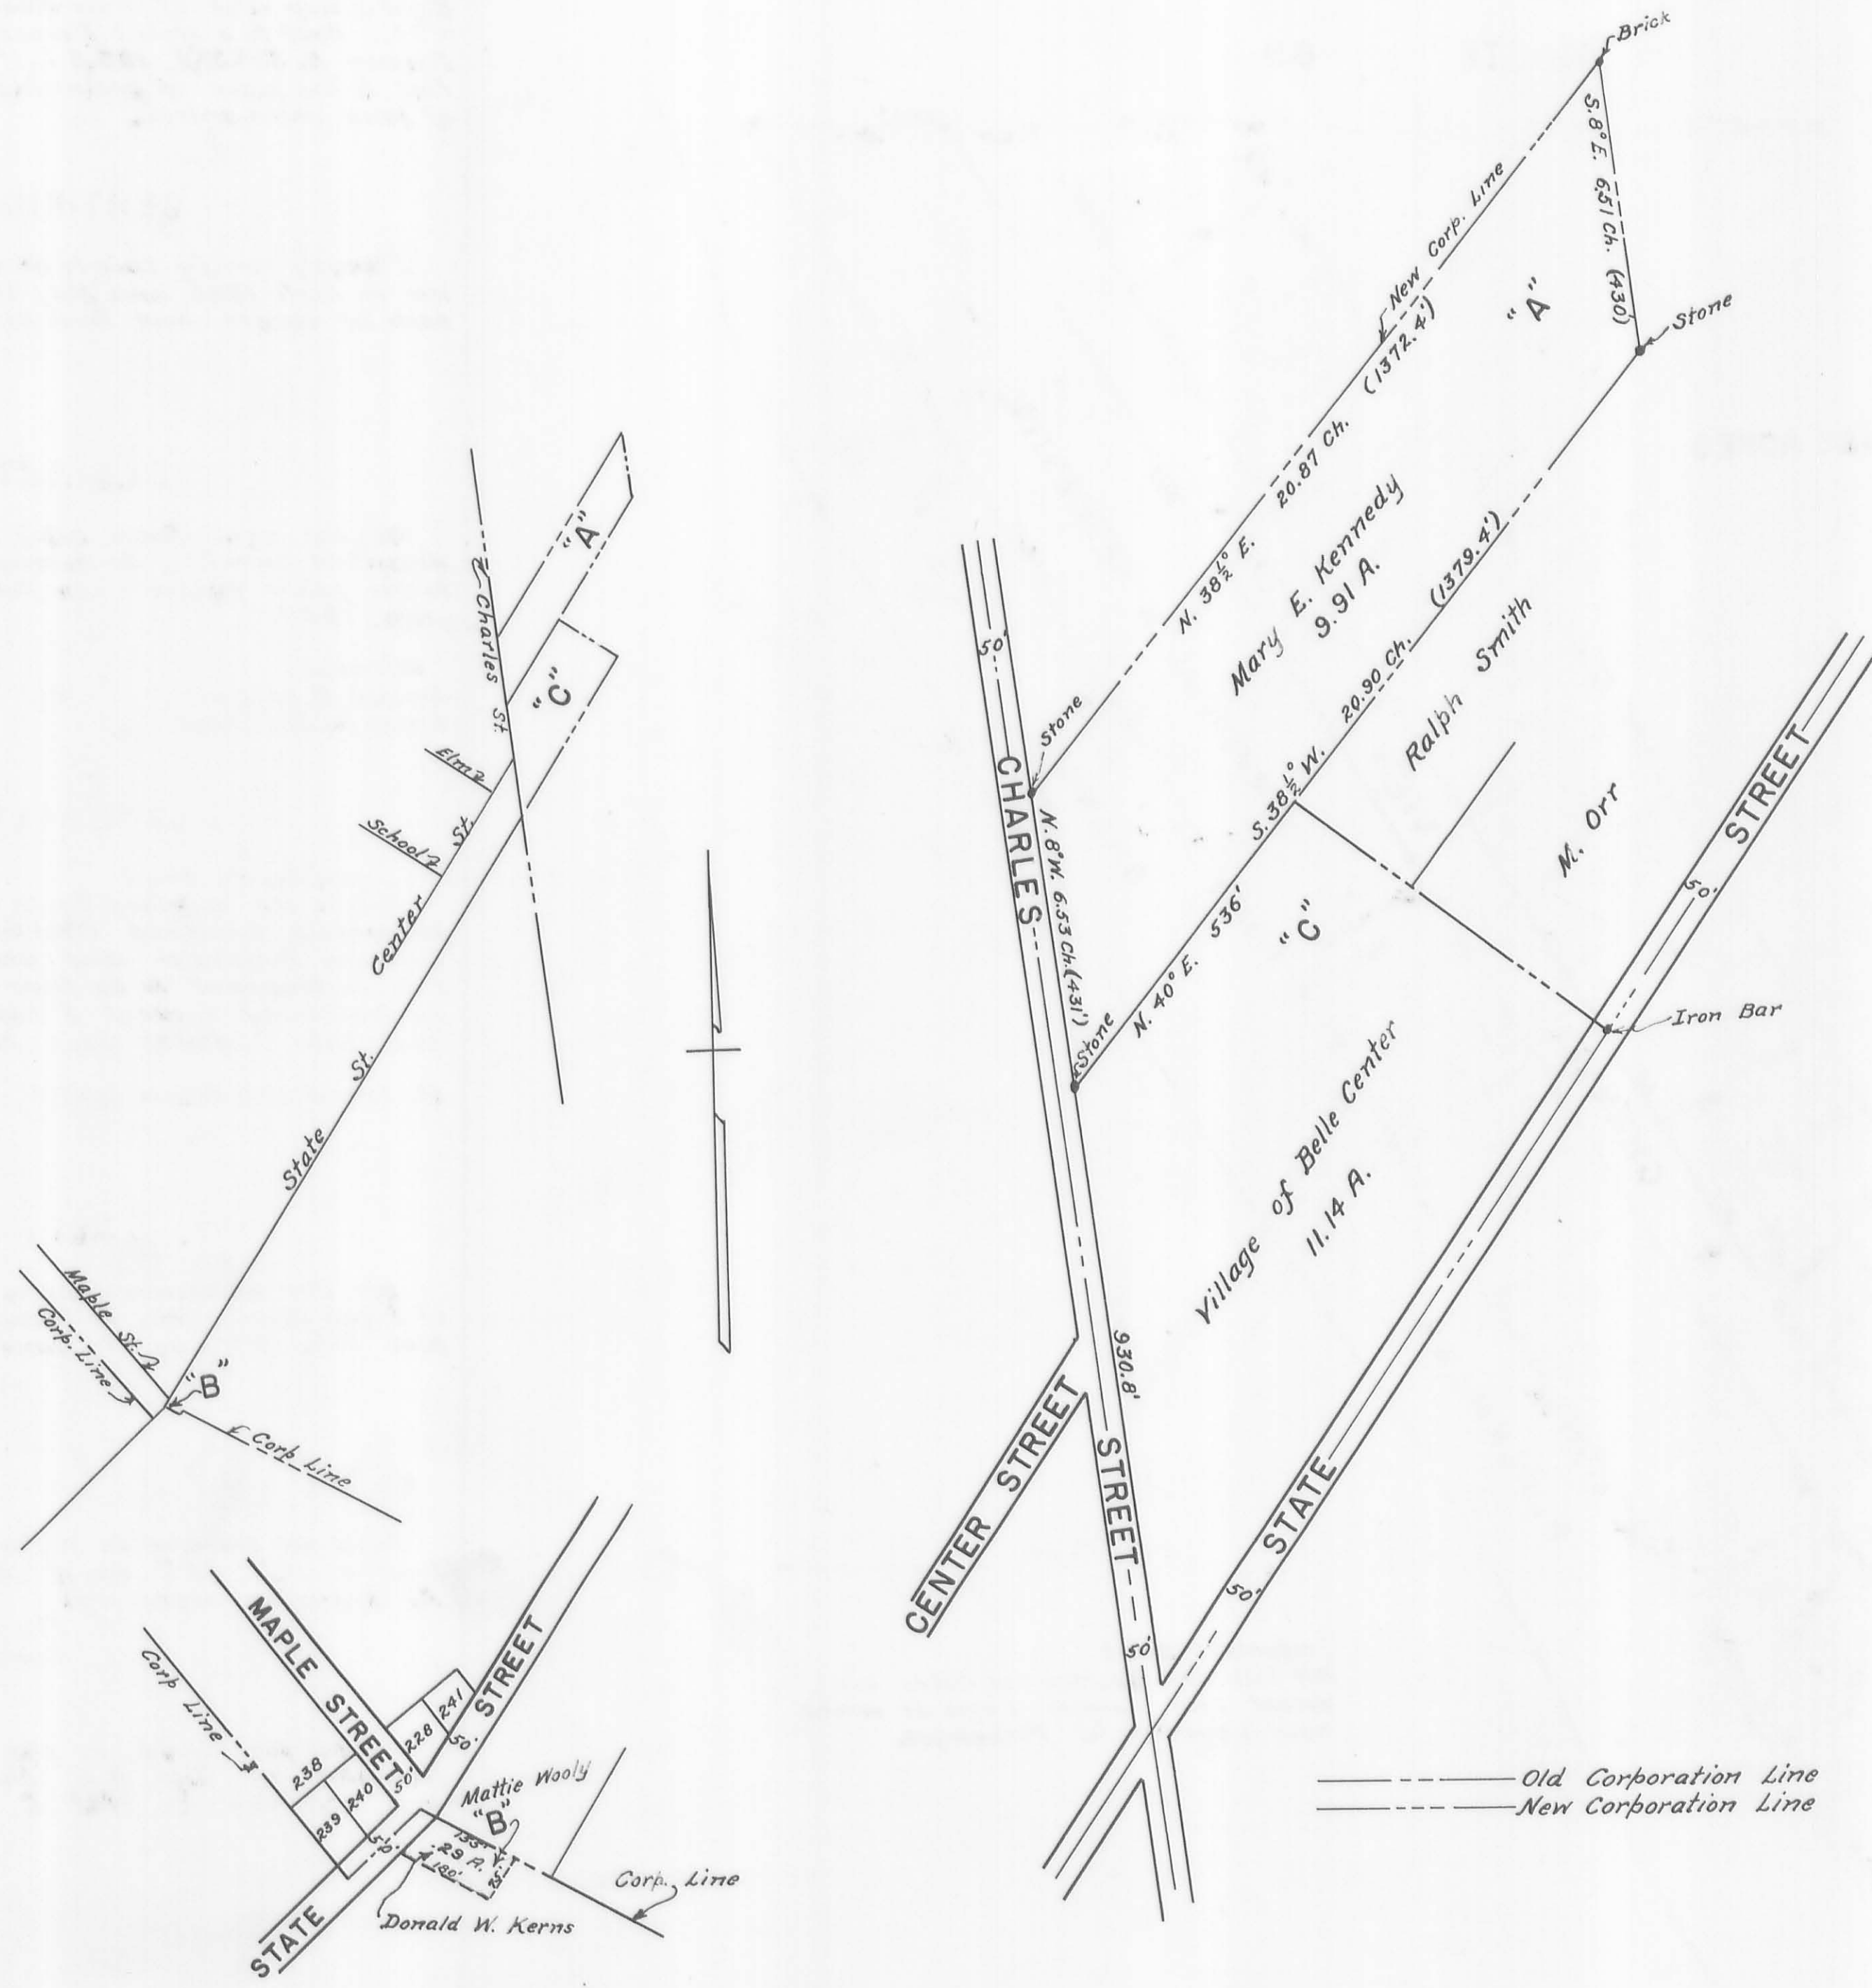 Brick
S. 8° E. 6.51 Ch. (430')
Stone
New Corp. Line
"A"
N. 38½° E. 20.87 Ch. (1372.4')
Mary E. Kennedy
9.91 A.
S. 38½° W. 20.90 Ch. (1379.4')
Ralph Smith
M. Orr
Stone
50'
CHARLES STREET
N. 8° W. 6.53 Ch. (431')
Stone
N. 40° E. 536'
"C"
Iron Bar
Village of Belle Center
11.14 A.
930.8'
CENTER STREET
50'
STATE STREET
50'
50'
Old Corporation Line
New Corporation Line
"A"
Charles St.
"C"
Elm
School
Center St.
State St.
Maple St.
Corp. Line
"B"
Corp Line
MAPLE STREET
50'
Corp Line
STATE STREET
50'
241
228
238
240
239
50'
Mattie Wooly
"B"
29 A.
190'
Corp. Line
Donald W. Kerns